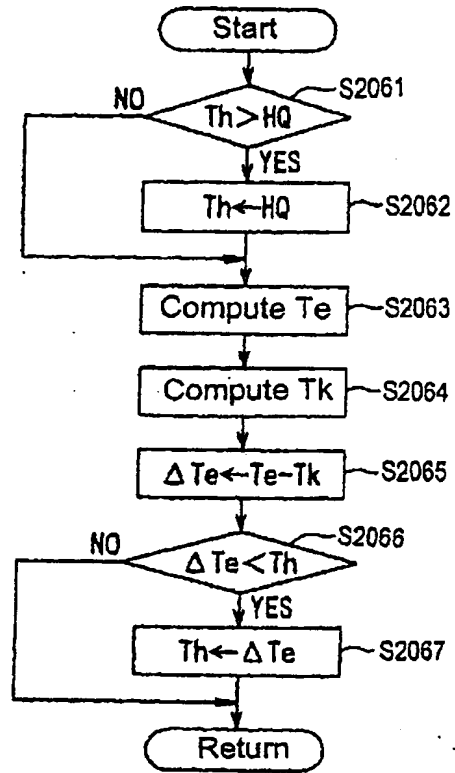 Start
S2061
NO
Th>HQ
YES
Th←HQ
S2062
Compute Te
S2063
Compute Tk
S2064
ΔTe←Te-Tk
S2065
S2066
NO
ΔTe<Th
YES
Th←ΔTe
S2067
Return